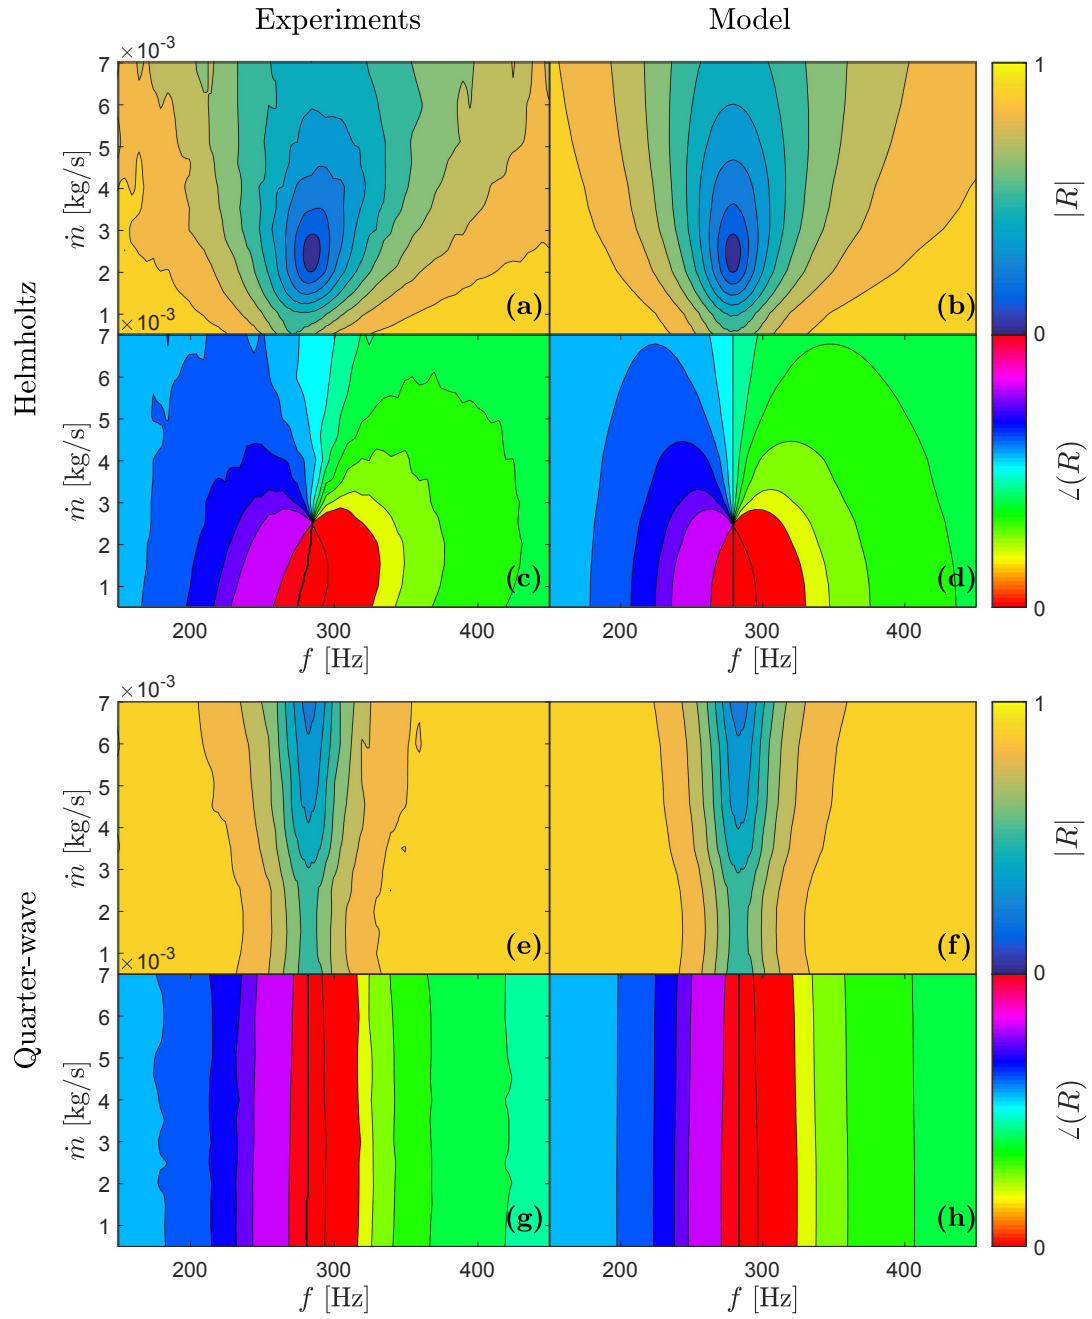 Experiments Model
×10-3
7
6
5
4
3
2
1
ṁ [kg/s]
(a) (b)
1
|R|
0
Helmholtz
×10-3
7
6
5
4
3
2
1
ṁ [kg/s]
(c) (d)
∠(R)
0
200 300 400 200 300 400
f [Hz] f [Hz]
×10-3
7
6
5
4
3
2
1
ṁ [kg/s]
(e) (f)
1
|R|
0
Quarter-wave
×10-3
7
6
5
4
3
2
1
ṁ [kg/s]
(g) (h)
∠(R)
0
200 300 400 200 300 400
f [Hz] f [Hz]